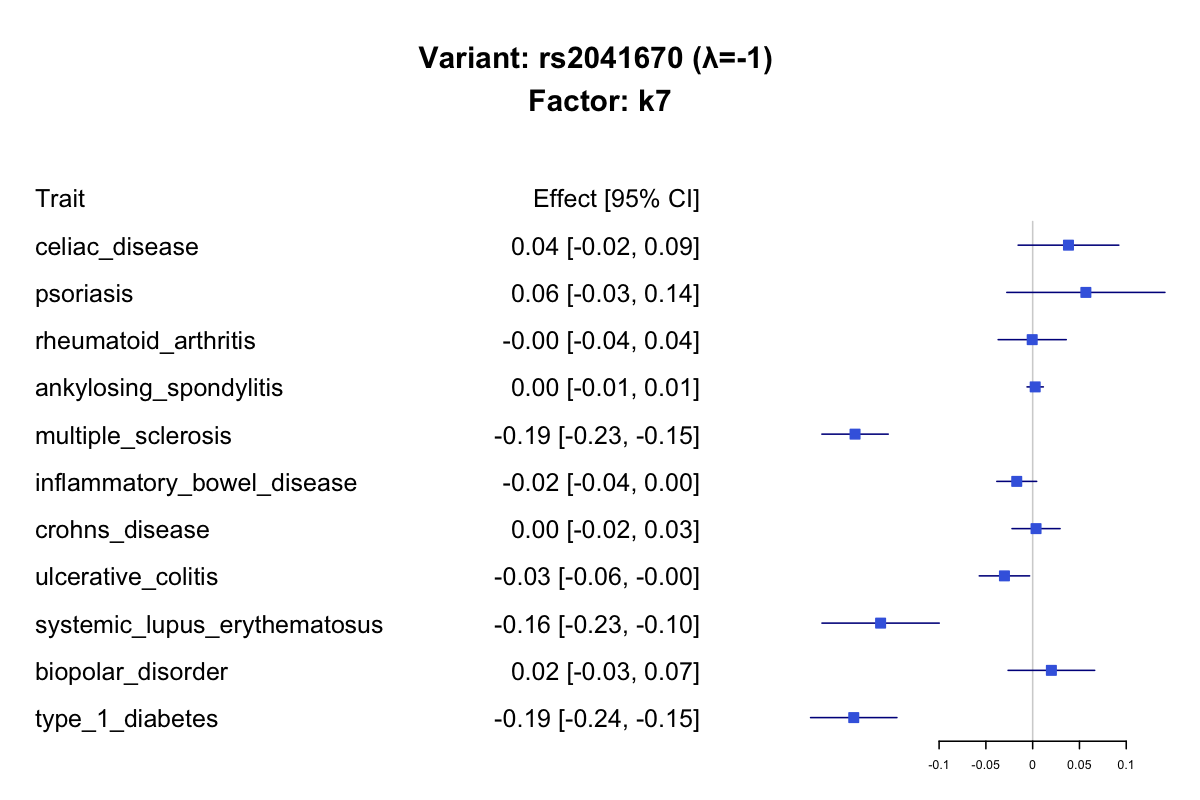 Variant: rs2041670 (λ=-1)
Factor: k7
Trait Effect [95% CI]
celiac_disease 0.04 [-0.02, 0.09]
psoriasis 0.06 [-0.03, 0.14]
rheumatoid_arthritis -0.00 [-0.04, 0.04]
ankylosing_spondylitis 0.00 [-0.01, 0.01]
multiple_sclerosis -0.19 [-0.23, -0.15]
inflammatory_bowel_disease -0.02 [-0.04, 0.00]
crohns_disease 0.00 [-0.02, 0.03]
ulcerative_colitis -0.03 [-0.06, -0.00]
systemic_lupus_erythematosus -0.16 [-0.23, -0.10]
biopolar_disorder 0.02 [-0.03, 0.07]
type_1_diabetes -0.19 [-0.24, -0.15]
-0.1 -0.05 0 0.05 0.1